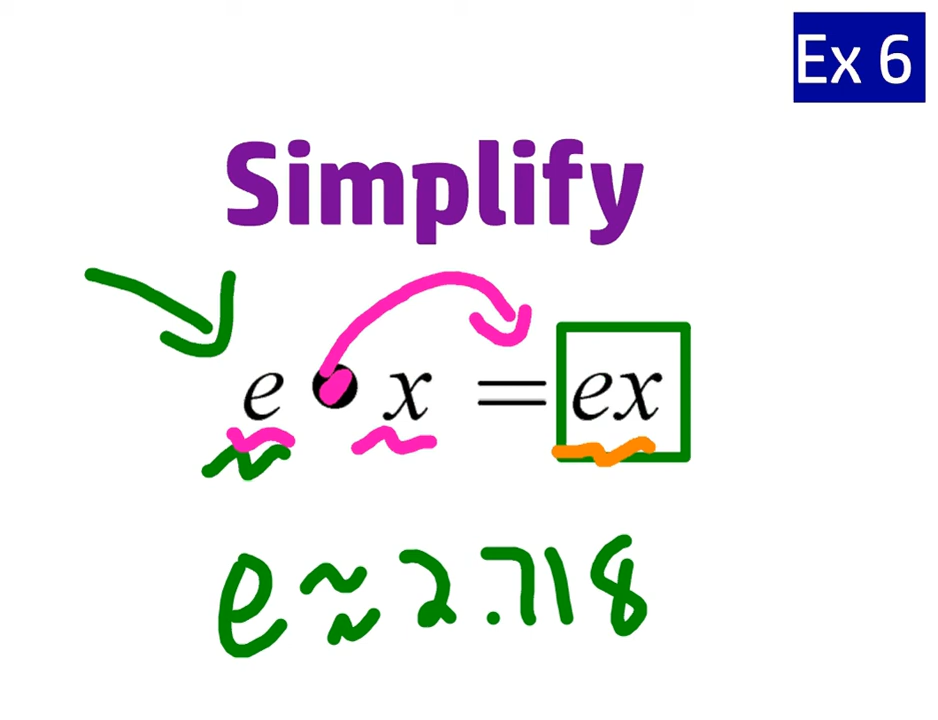 Ex 6
Simplify
e • x = ex
e ≈ 2.718